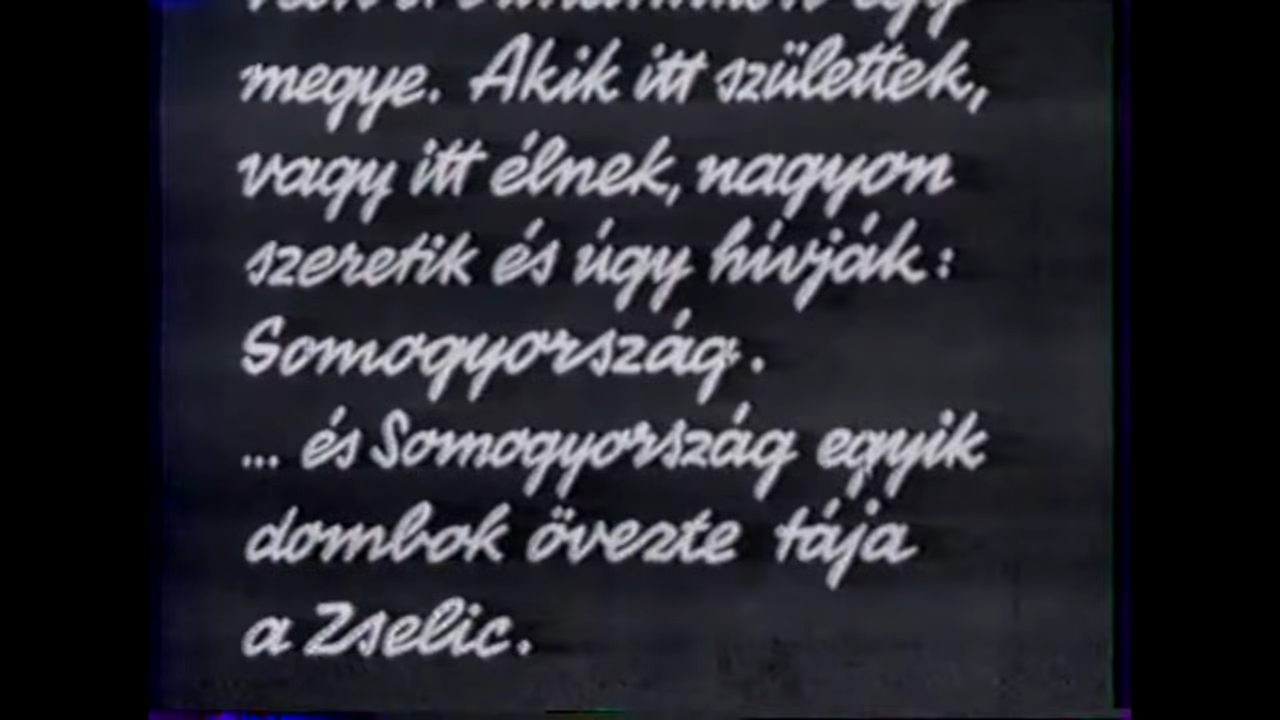 egy
megye. Akik itt születtek,
vagy itt élnek, nagyon
szeretik és úgy hívják:
Somogyország.
... és Somogyország egyik
dombok övezte tája
a Zselic.